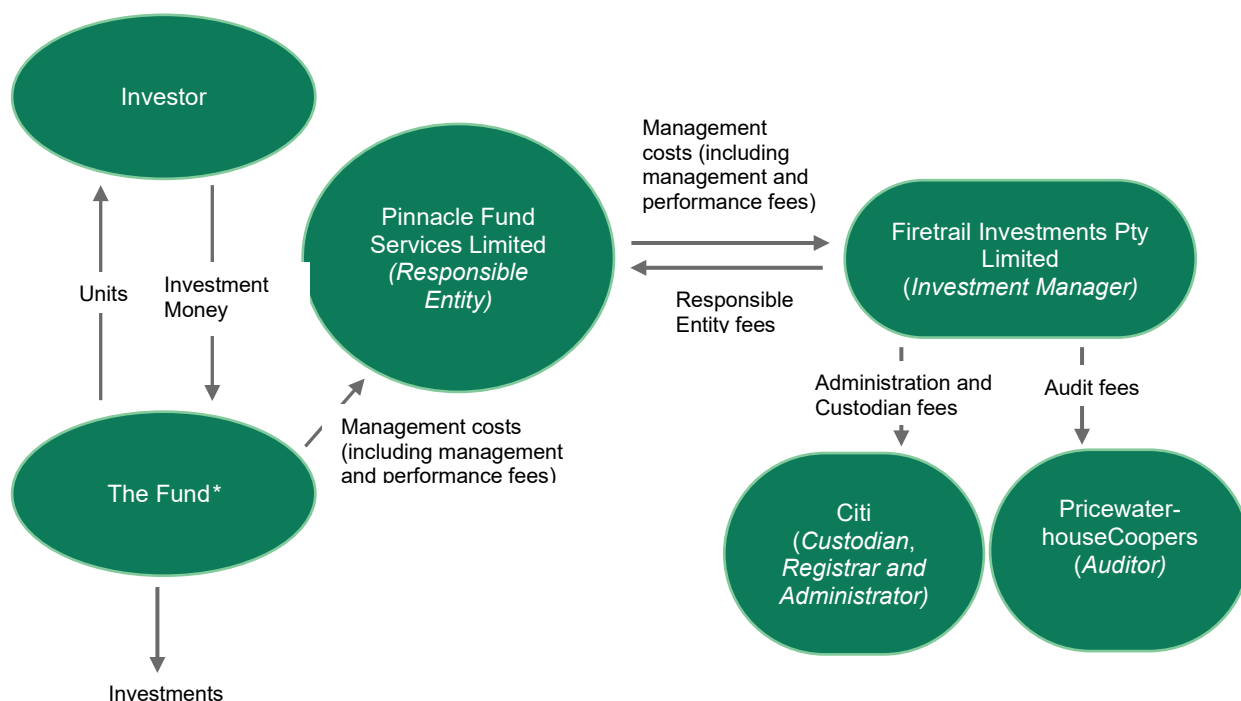 Investor
Units
Investment
Money
The Fund*
Investments
Pinnacle Fund
Services Limited
(Responsible
Entity)
Management costs
(including management
and performance fees)
Management
costs (including
management and
performance fees)
Responsible
Entity fees
Firetrail Investments Pty
Limited
(Investment Manager)
Administration and
Custodian fees
Audit fees
Citi
(Custodian,
Registrar and
Administrator)
Pricewater-
houseCoopers
(Auditor)